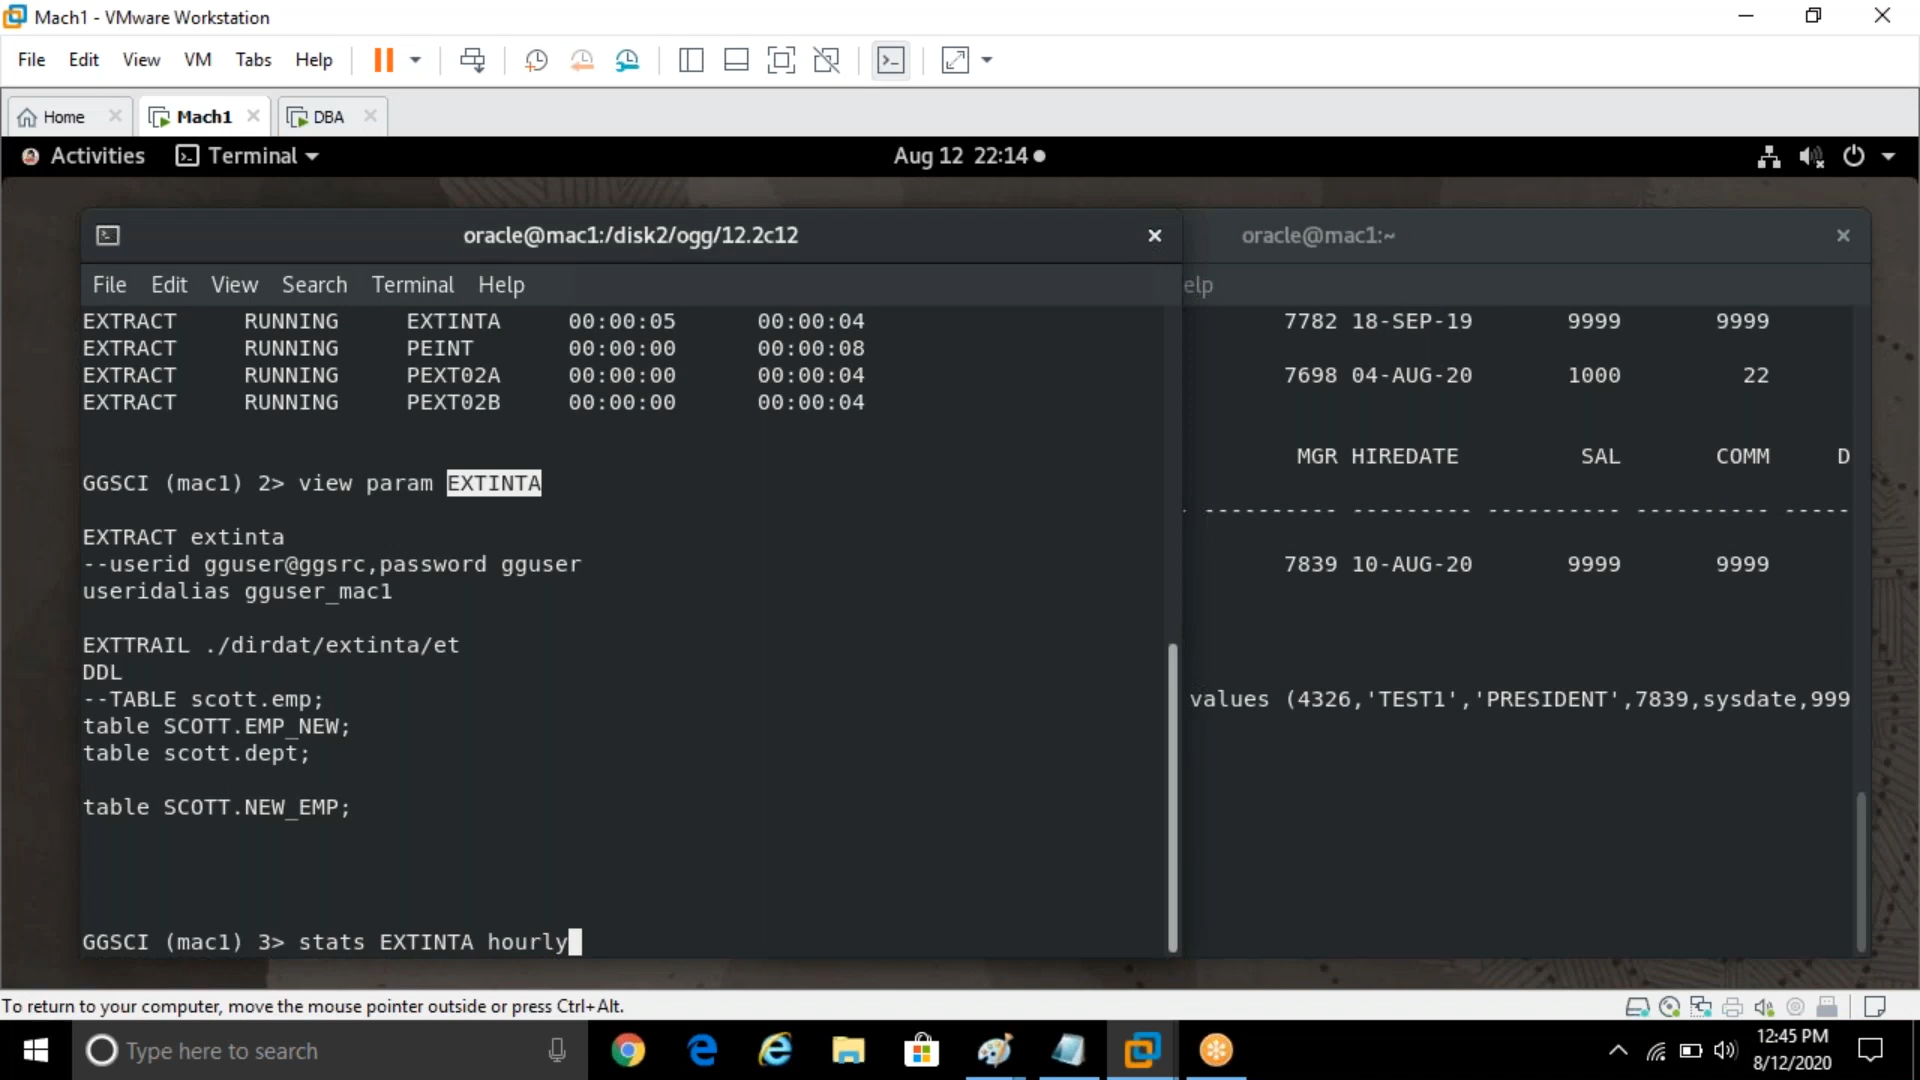 Mach1 - VMware Workstation
File Edit View VM Tabs Help
Home Mach1 DBA
Activities Terminal Aug 12 22:14
oracle@mac1:/disk2/ogg/12.2c12
File Edit View Search Terminal Help
EXTRACT RUNNING EXTINTA 00:00:05 00:00:04
EXTRACT RUNNING PEINT 00:00:00 00:00:08
EXTRACT RUNNING PEXT02A 00:00:00 00:00:04
EXTRACT RUNNING PEXT02B 00:00:00 00:00:04
GGSCI (mac1) 2> view param EXTINTA
EXTRACT extinta
--userid gguser@ggsrc,password gguser
useridalias gguser_mac1
EXTTRAIL ./dirdat/extinta/et
DDL
--TABLE scott.emp;
table SCOTT.EMP_NEW;
table scott.dept;
table SCOTT.NEW_EMP;
GGSCI (mac1) 3> stats EXTINTA hourly
oracle@mac1:~
elp
7782 18-SEP-19 9999 9999
7698 04-AUG-20 1000 22
MGR HIREDATE SAL COMM D
- ---------- --------- ---------- ---------- -----
7839 10-AUG-20 9999 9999
values (4326,'TEST1','PRESIDENT',7839,sysdate,999
To return to your computer, move the mouse pointer outside or press Ctrl+Alt.
Type here to search
12:45 PM
8/12/2020